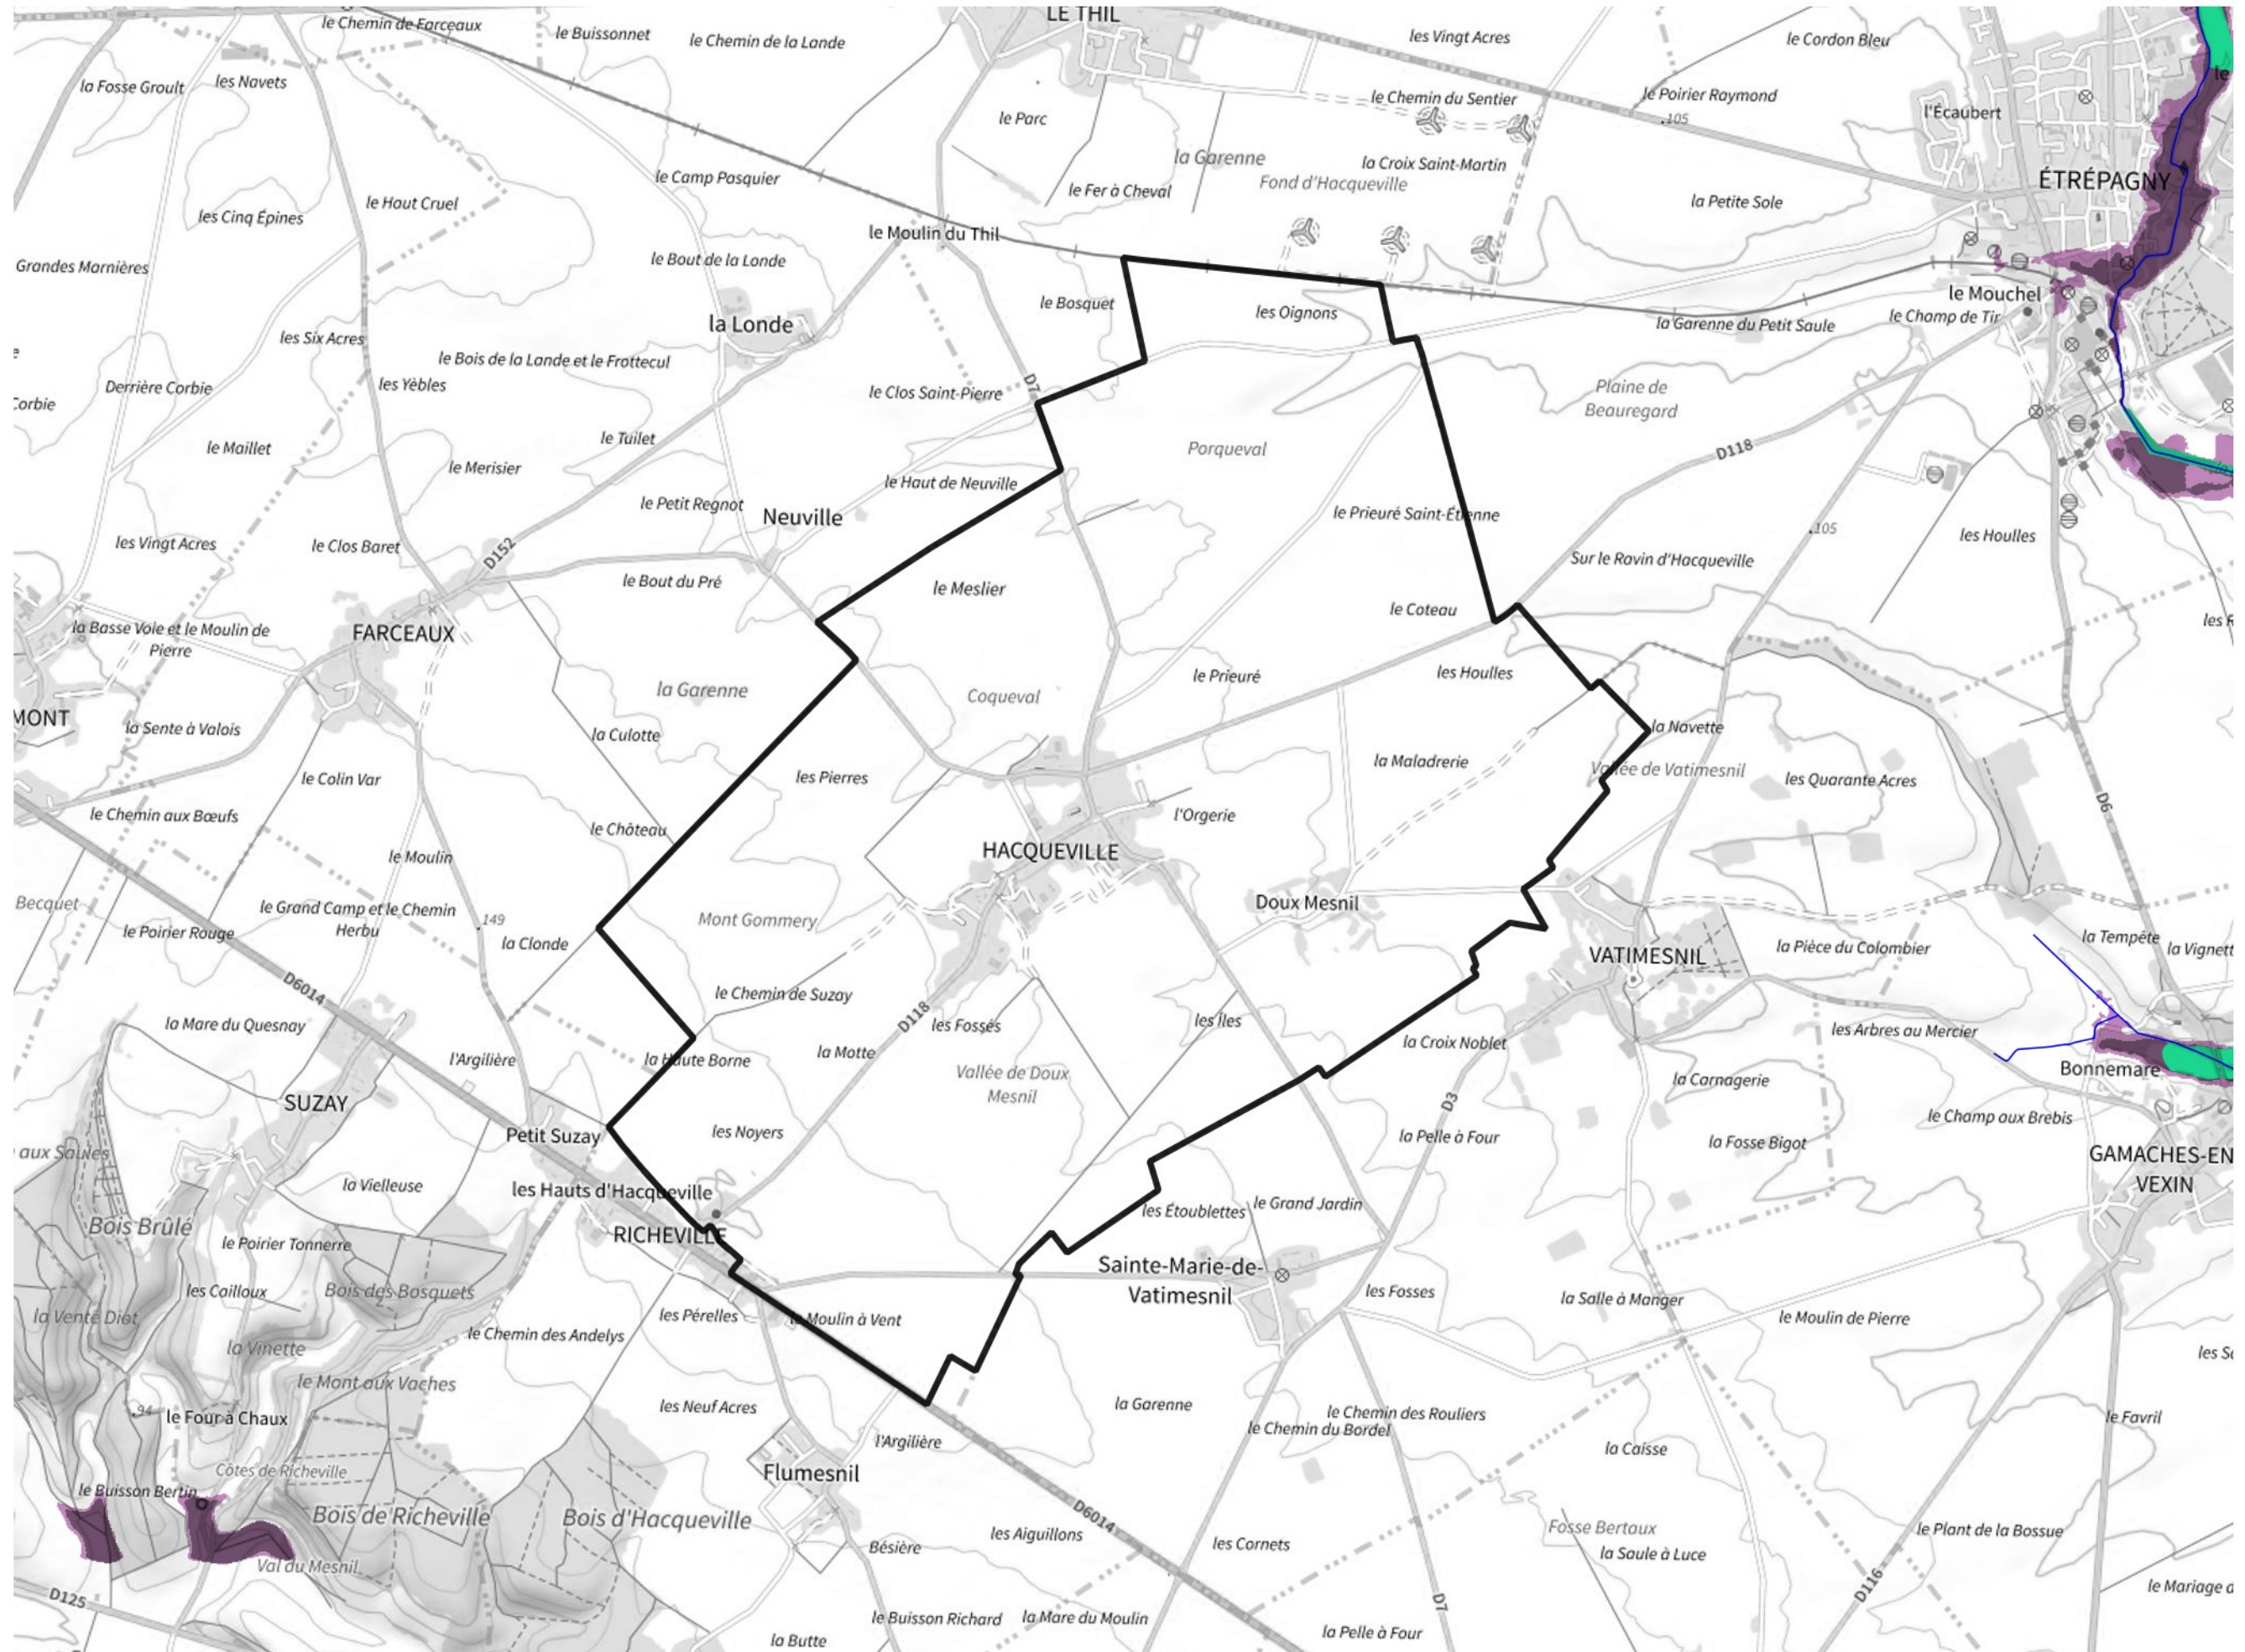 LE THIL
le Chemin de Farceaux
le Buissonnet
le Chemin de la Lande
les Vingt Acres
le Cordon Bleu
le
la Fosse Groult
les Navets
le Parc
le Chemin du Sentier
le Poirier Raymond
105
l'Écaubert
la Garenne
la Croix Saint-Martin
Fond d'Hacqueville
le Camp Pasquier
le Fer à Cheval
ÉTRÉPAGNY
les Cinq Épines
le Haut Cruel
la Petite Sole
le Moulin du Thil
Grandes Marnières
le Bout de la Londe
le Bosquet
les Oignons
le Mouchel
la Londe
la Garenne du Petit Saule
le Champ de Tir
les Six Acres
e
le Bois de la Lande et le Frottecul
Derrière Corbie
les Yèbles
D7
le Clos Saint-Pierre
Plaine de
Beauregard
Corbie
le Tuilet
le Maillet
le Merisier
Porqueval
D118
le Haut de Neuville
le Petit Regnot
Neuville
le Prieuré Saint-Étienne
105
les Houlles
les Vingt Acres
le Clos Baret
D152
Sur le Ravin d'Hacqueville
le Bout du Pré
le Meslier
le Coteau
la Basse Voie et le Moulin de
Pierre
FARCEAUX
les R
la Garenne
Coqueval
le Prieuré
les Houlles
MONT
la Sente à Valois
la Culotte
la Navette
le Colin Var
les Pierres
la Maladrerie
Vallée de Vatimesnil
les Quarante Acres
D6
le Chemin aux Bœufs
le Château
l'Orgerie
le Moulin
HACQUEVILLE
Becquet
le Grand Camp et le Chemin
Herbu
149
Mont Gommery
Doux Mesnil
le Poirier Rouge
la Clonde
VATIMESNIL
la Pièce du Colombier
la Tempête
la Vignett
D6014
le Chemin de Suzay
D118
les Fossés
les Îles
la Mare du Quesnay
les Arbres au Mercier
l'Argilière
la Haute Borne
la Motte
la Croix Noblet
Vallée de Doux
Mesnil
la Carnagerie
Bonnemare
SUZAY
D3
le Champ aux Brebis
Petit Suzay
les Noyers
la Pelle à Four
la Fosse Bigot
aux Saules
GAMACHES-EN
VEXIN
la Vielleuse
les Hauts d'Hacqueville
les Étoublettes
le Grand Jardin
Bois Brûlé
RICHEVILLE
le Poirier Tonnerre
Sainte-Marie-de-
Vatimesnil
les Cailloux
Bois des Bosquets
les Fosses
la Salle à Manger
la Vente Diot
les Pérelles
le Moulin à Vent
le Moulin de Pierre
le Chemin des Andelys
la Vinette
les So
le Mont aux Vaches
94
le Four à Chaux
les Neuf Acres
la Garenne
le Chemin des Rouliers
le Chemin du Bordel
le Favril
l'Argilière
la Caisse
Côtes de Richeville
Flumesnil
le Buisson Bertin
Bois de Richeville
Bois d'Hacqueville
D6014
les Aiguillons
les Cornets
Fosse Bertaux
le Plant de la Bossue
Bésière
la Saule à Luce
Val du Mesnil
D125
D116
le Mariage d
D7
le Buisson Richard
la Mare du Moulin
la Pelle à Four
la Butte